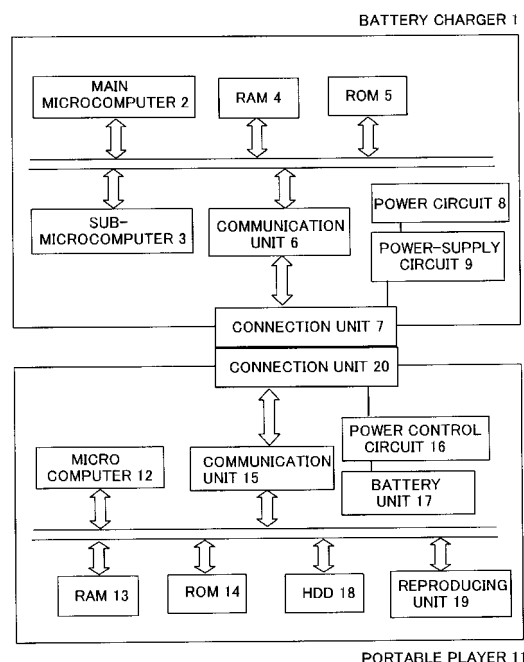 BATTERY CHARGER 1
MAIN
MICROCOMPUTER 2
RAM 4
ROM 5
SUB-
MICROCOMPUTER 3
COMMUNICATION
UNIT 6
POWER CIRCUIT 8
POWER-SUPPLY
CIRCUIT 9
CONNECTION UNIT 7
CONNECTION UNIT 20
MICRO
COMPUTER 12
COMMUNICATION
UNIT 15
POWER CONTROL
CIRCUIT 16
BATTERY
UNIT 17
RAM 13
ROM 14
HDD 18
REPRODUCING
UNIT 19
PORTABLE PLAYER 11